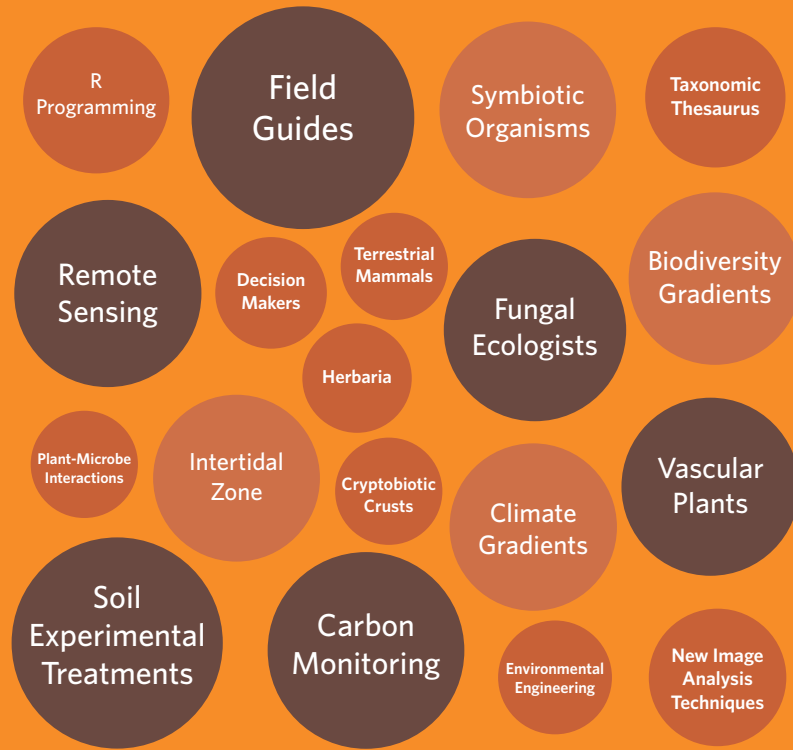 R
Programming
Field
Guides
Symbiotic
Organisms
Taxonomic
Thesaurus
Remote
Sensing
Decision
Makers
Terrestrial
Mammals
Fungal
Ecologists
Biodiversity
Gradients
Herbaria
Plant-Microbe
Interactions
Intertidal
Zone
Cryptobiotic
Crusts
Climate
Gradients
Vascular
Plants
Soil
Experimental
Treatments
Carbon
Monitoring
Environmental
Engineering
New Image
Analysis
Techniques